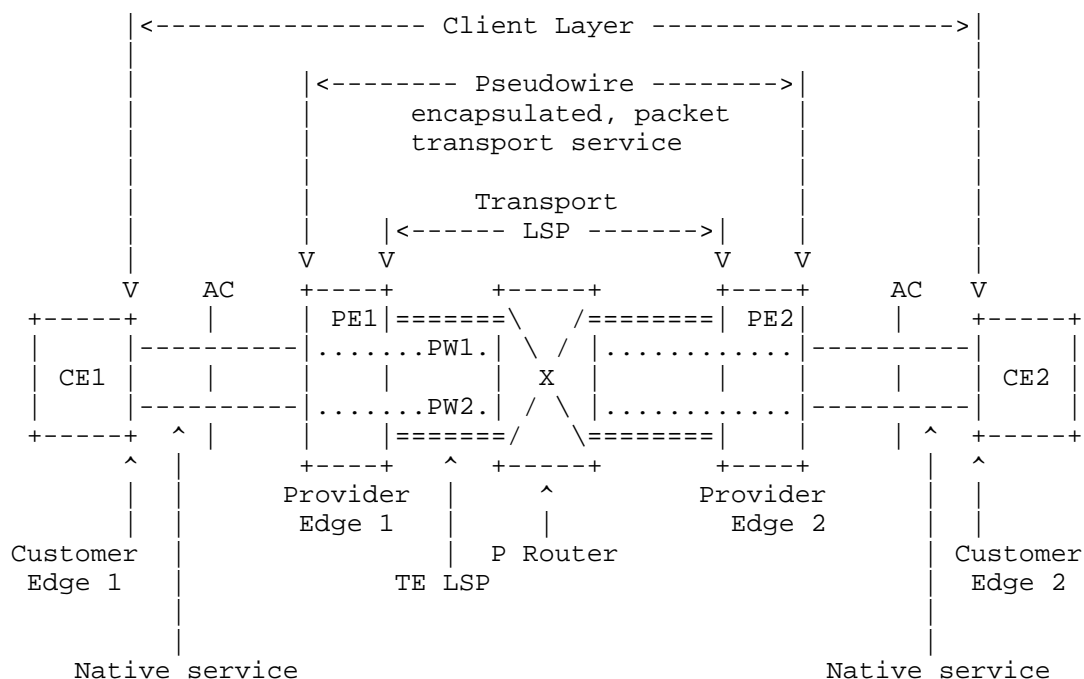 |<---------------- Client Layer ------------------->|
|<-------- Pseudowire -------->|
encapsulated, packet
transport service
Transport
|<------ LSP ------->|
V V V V
V AC +----+ +-----+ +----+ AC V
+-----+ | | PE1|=======\ /========| PE2| | +-----+
| |----------|.......PW1.| \ / |............|----------| |
| CE1 | | | | | X | | | | | CE2 |
| |----------|.......PW2.| / \ |............|----------| |
+-----+ ^ | | |=======/ \========| | | ^ +-----+
^ | +----+ ^ +-----+ +----+ | ^
Provider ^ Provider
Edge 1 Edge 2
Customer P Router Customer
Edge 1 TE LSP Edge 2
Native service Native service